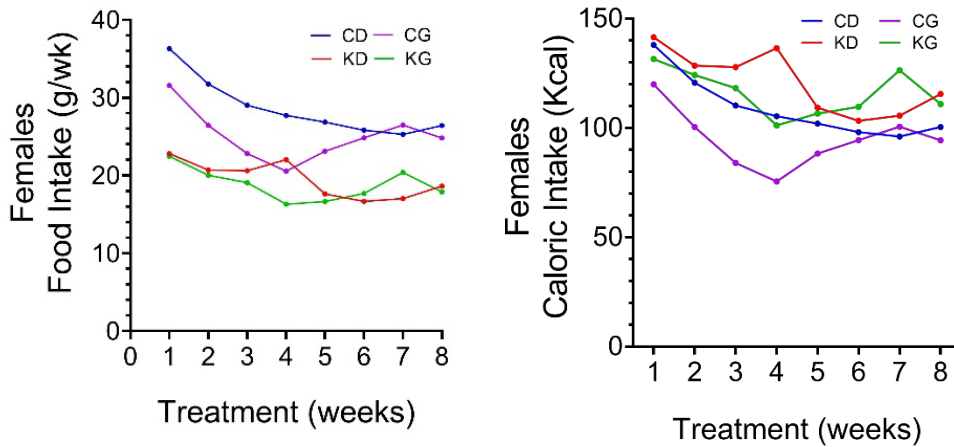 Females
Food Intake (g/wk)
40
30
20
10
0
CD CG
KD KG
0 1 2 3 4 5 6 7 8
Treatment (weeks)
Females
Caloric Intake (Kcal)
150
100
50
0
CD CG
KD KG
1 2 3 4 5 6 7 8
Treatment (weeks)